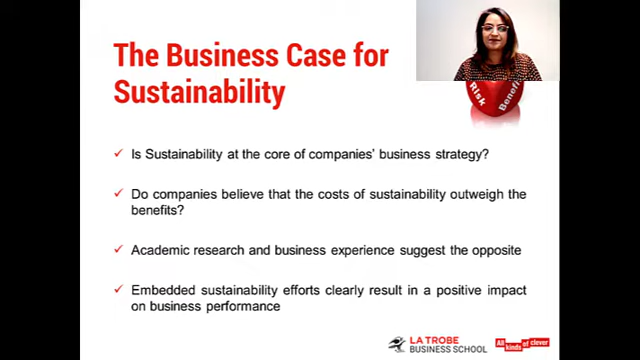 The Business Case for
Sustainability
Risk
✓ Is Sustainability at the core of companies' business strategy?
✓ Do companies believe that the costs of sustainability outweigh the
benefits?
✓ Academic research and business experience suggest the opposite
✓ Embedded sustainability efforts clearly result in a positive impact
on business performance
LA TROBE
BUSINESS SCHOOL
All
kinds of clever